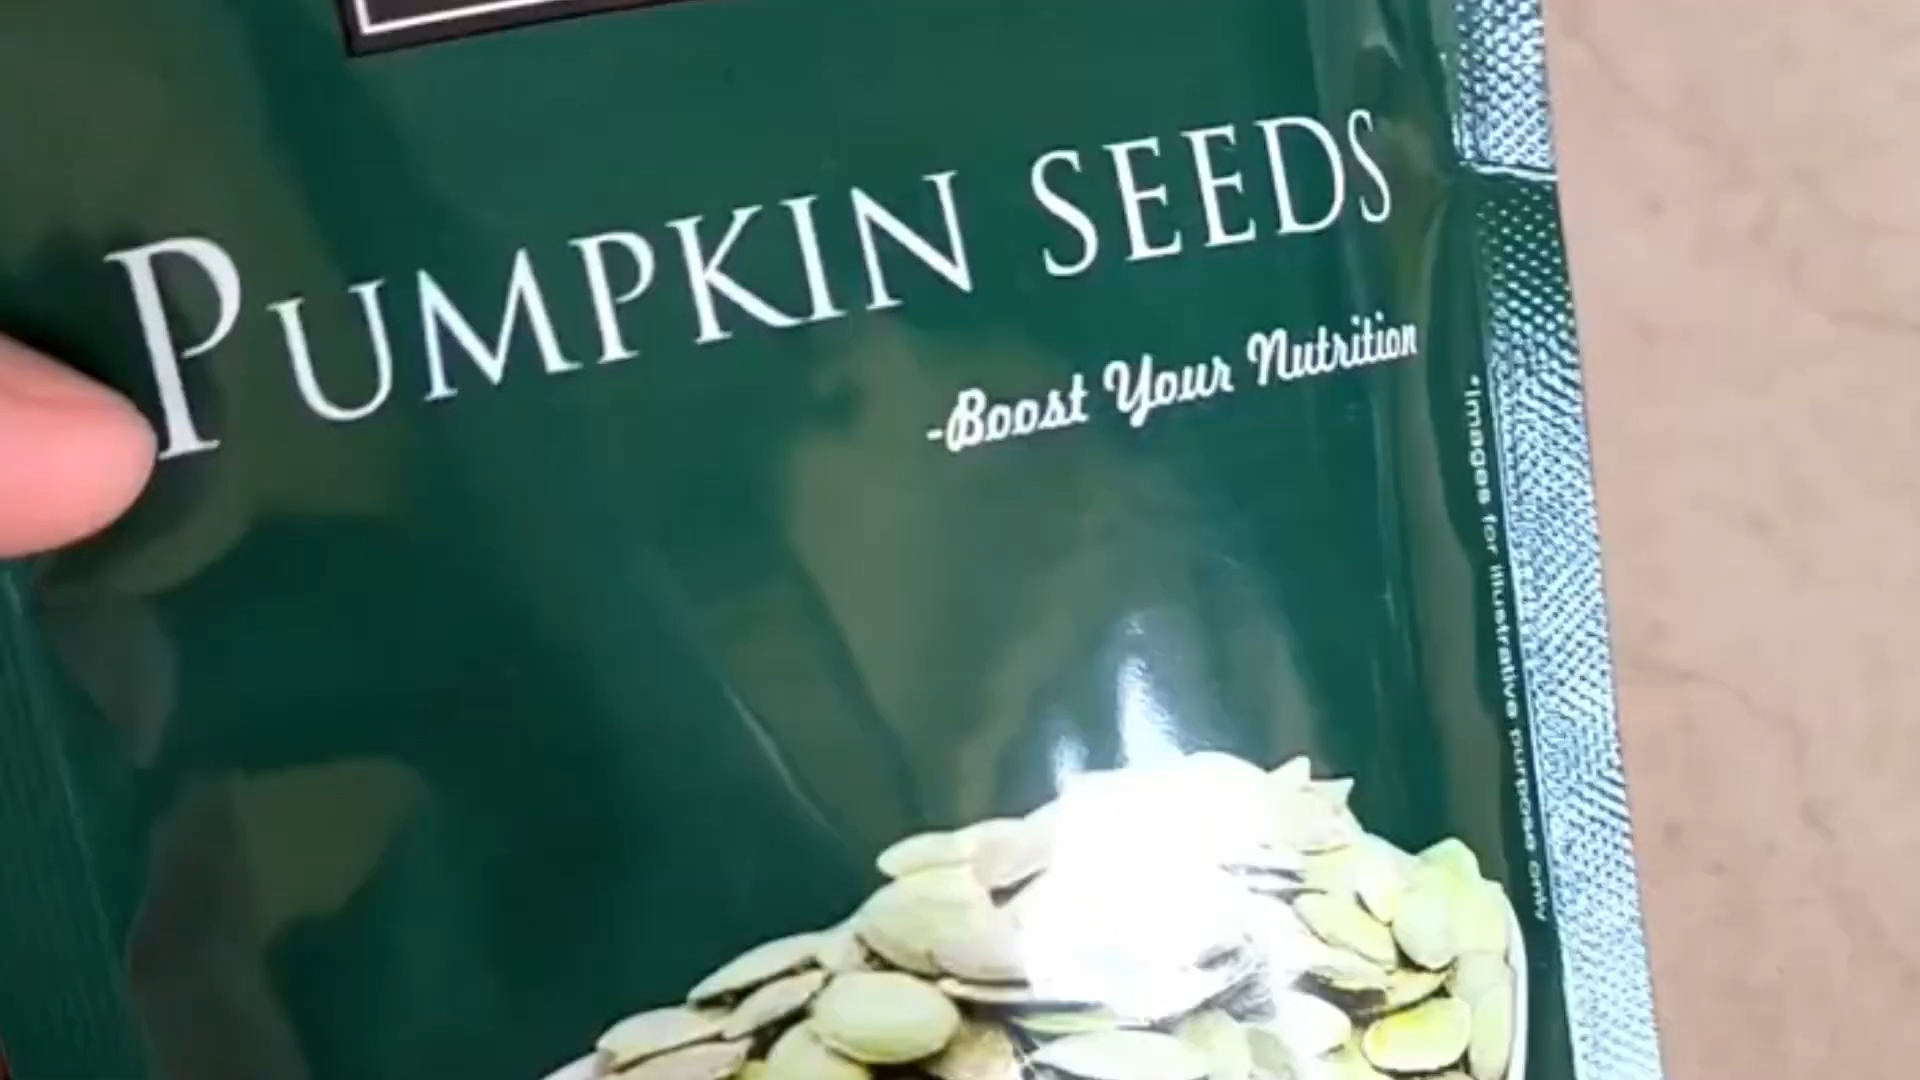 PUMPKIN SEEDS
-Boost Your Nutrition
*images for illustrative purpose only